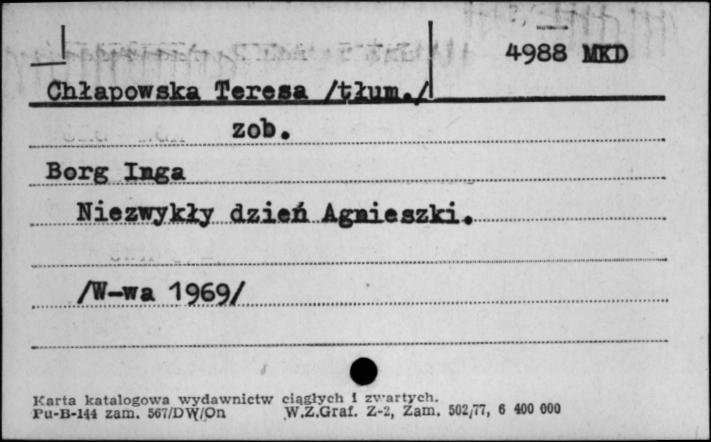 4988 MKD
Chłapowska Teresa /tłum./
zob.
Borg Inga
Niezwykły dzień Agnieszki.
/W-wa 1969/
Karta katalogowa wydawnictw ciągłych i zwartych.
Pu-B-144 zam. 567/DW/On W.Z.Graf. Z-2, Zam. 502/77, 6 400 000